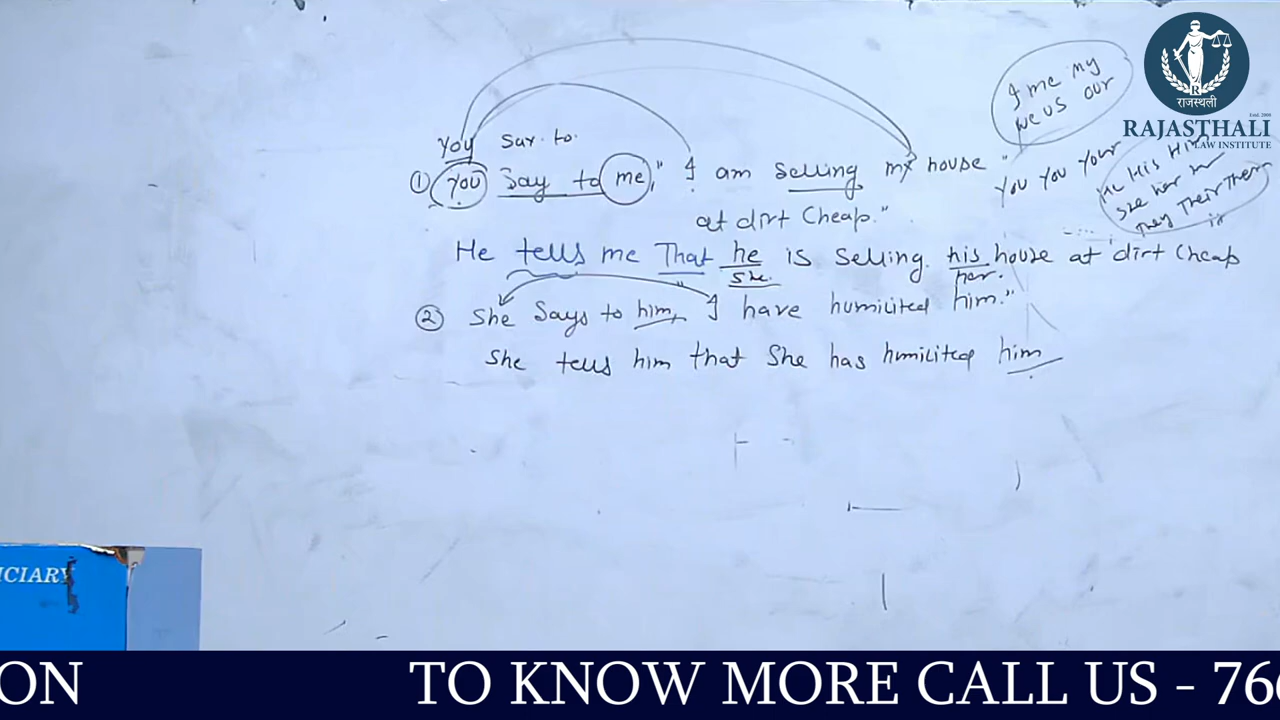 I me my
we us our
राजस्थली
Estd. 2000
RAJASTHALI
LAW INSTITUTE
You
① You Say to me, " I am selling my house "
You You Your
He His Him
She her her
They Their Them
at dirt Cheap."
He tells me That he is selling. his house at dirt Cheap
She. her.
② She Says to him, " I have humilited him."
She tells him that She has hmilited him
ICIARY
ON TO KNOW MORE CALL US - 76